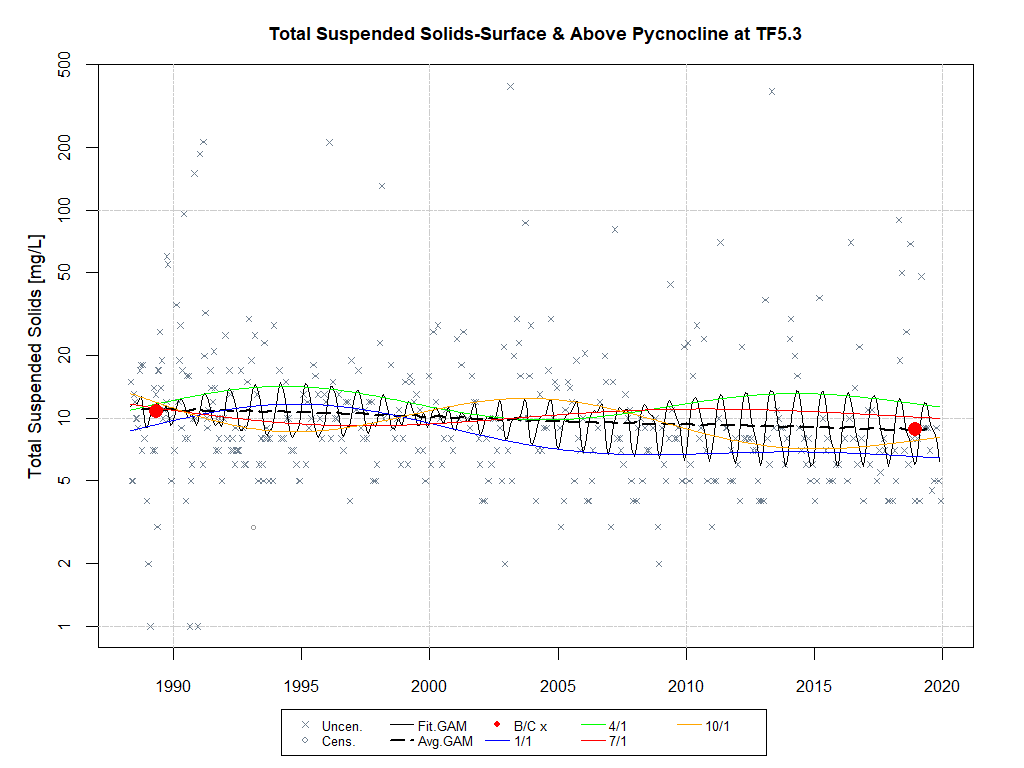 Total Suspended Solids-Surface & Above Pycnocline at TF5.3
Total Suspended Solids [mg/L]
500
200
100
50
20
10
5
2
1
1990 1995 2000 2005 2010 2015 2020
Uncen. Fit.GAM B/C x 4/1 10/1
Cens. Avg.GAM 1/1 7/1